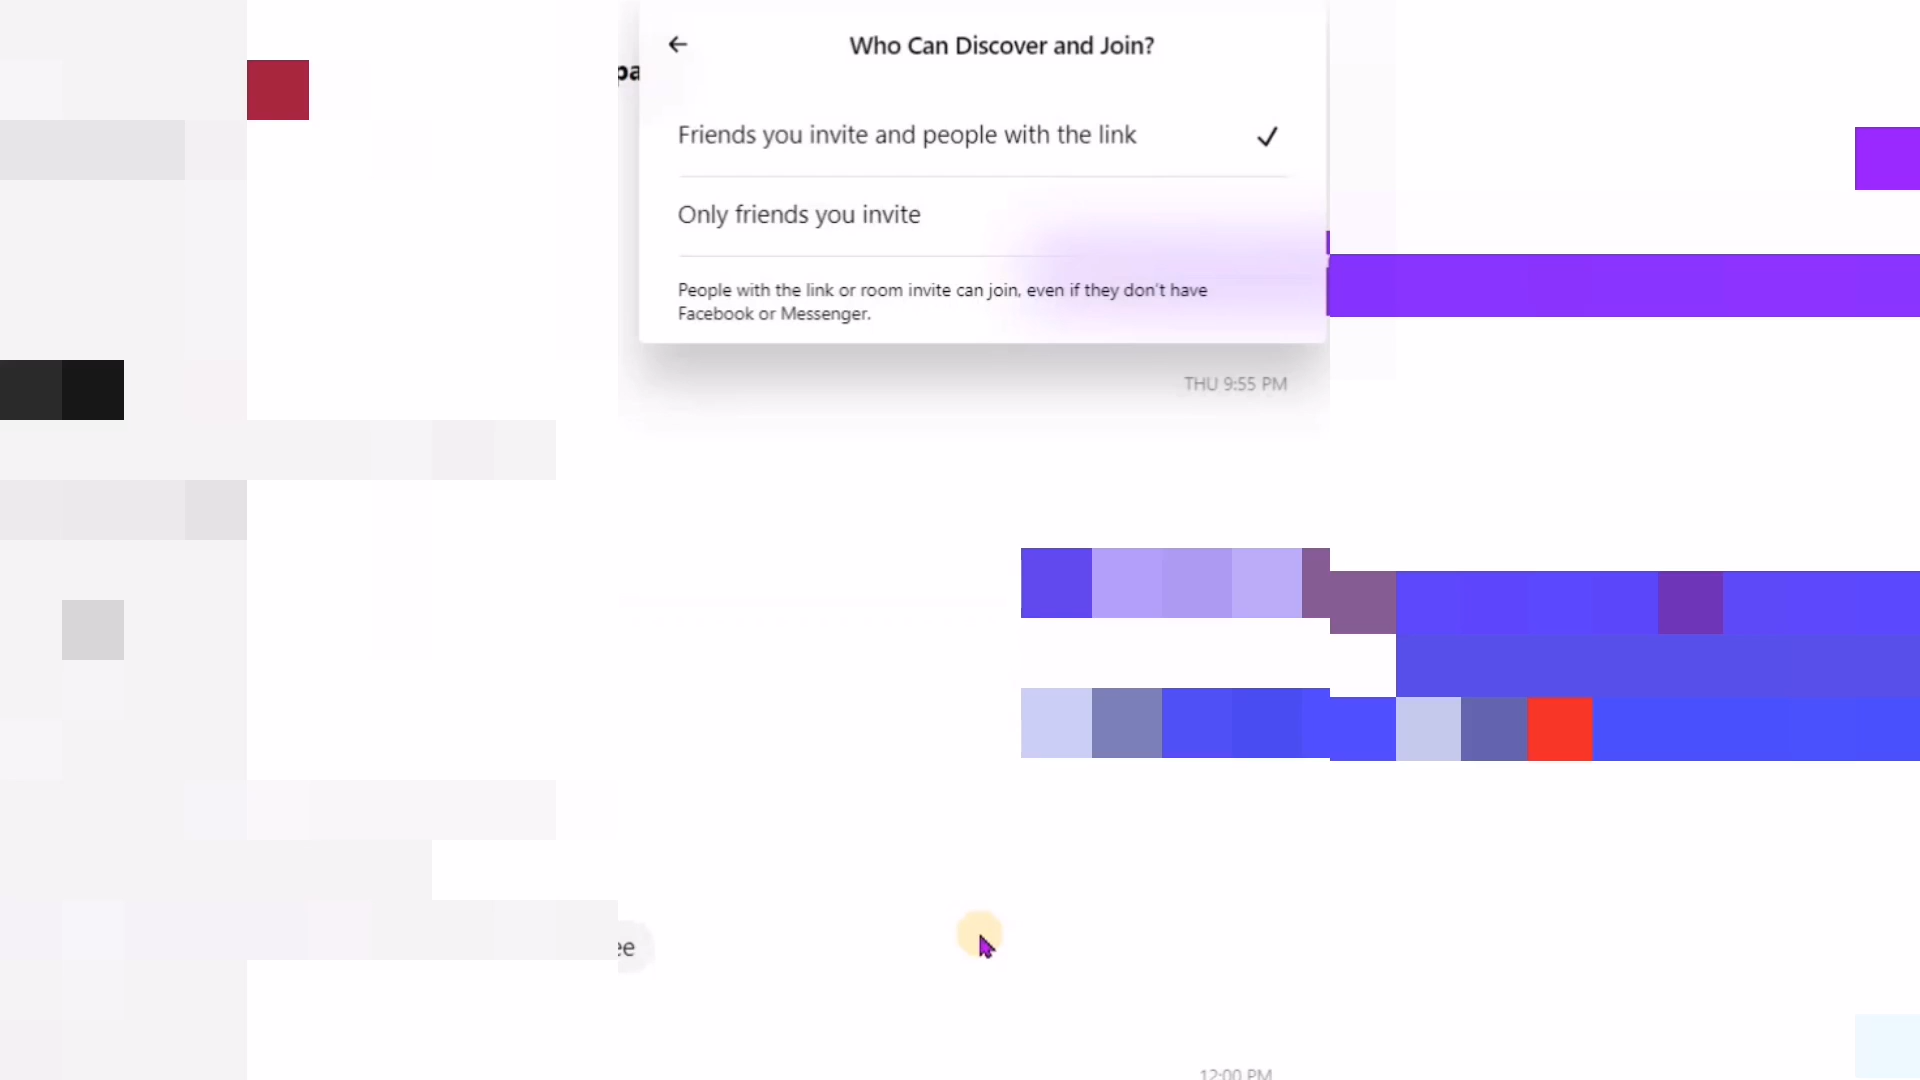 Who Can Discover and Join?
Friends you invite and people with the link
Only friends you invite
People with the link or room invite can join, even if they don't have
Facebook or Messenger.
THU 9:55 PM
12:00 PM